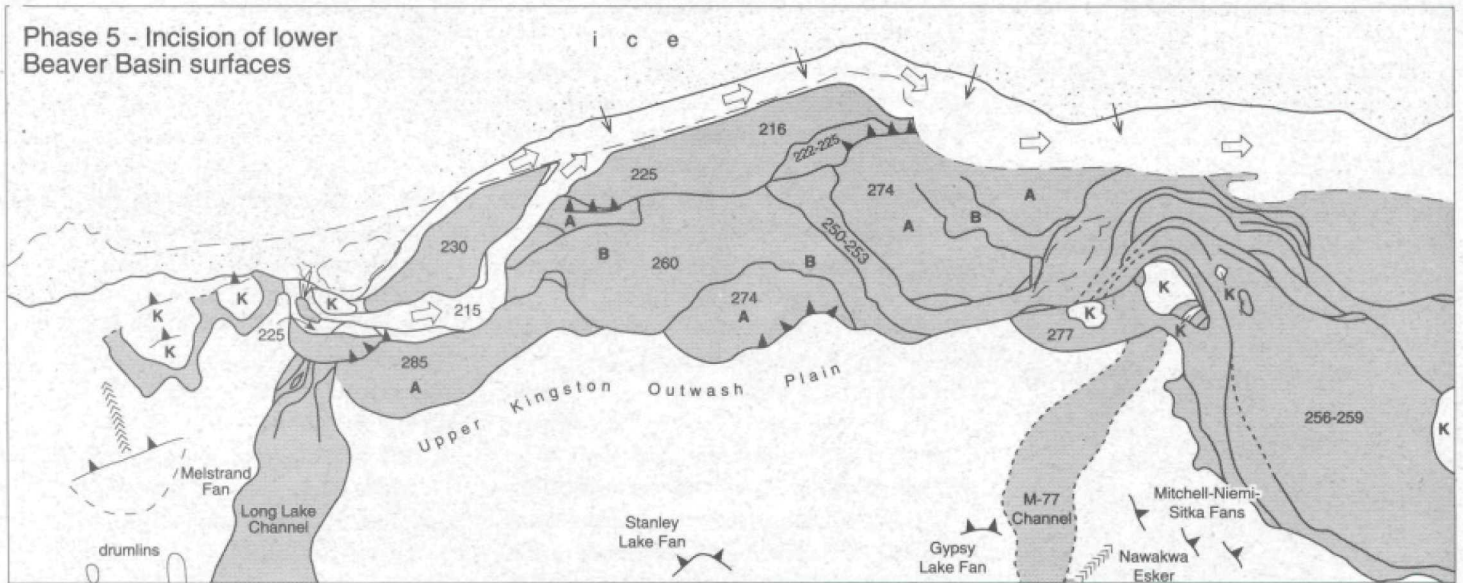 Phase 5 - Incision of lower
Beaver Basin surfaces
i c e
216
222-225
225
274
A
A
B
A
230
A
B
260
B
250-253
K
K
K
K
215
225
274
A
285
A
277
K
K
K
K
256-259
K
Upper Kingston Outwash Plain
Melstrand
Fan
Long Lake
Channel
drumlins
Stanley
Lake Fan
Gypsy
Lake Fan
M-77
Channel
Mitchell-Niemi-
Sitka Fans
Nawakwa
Esker